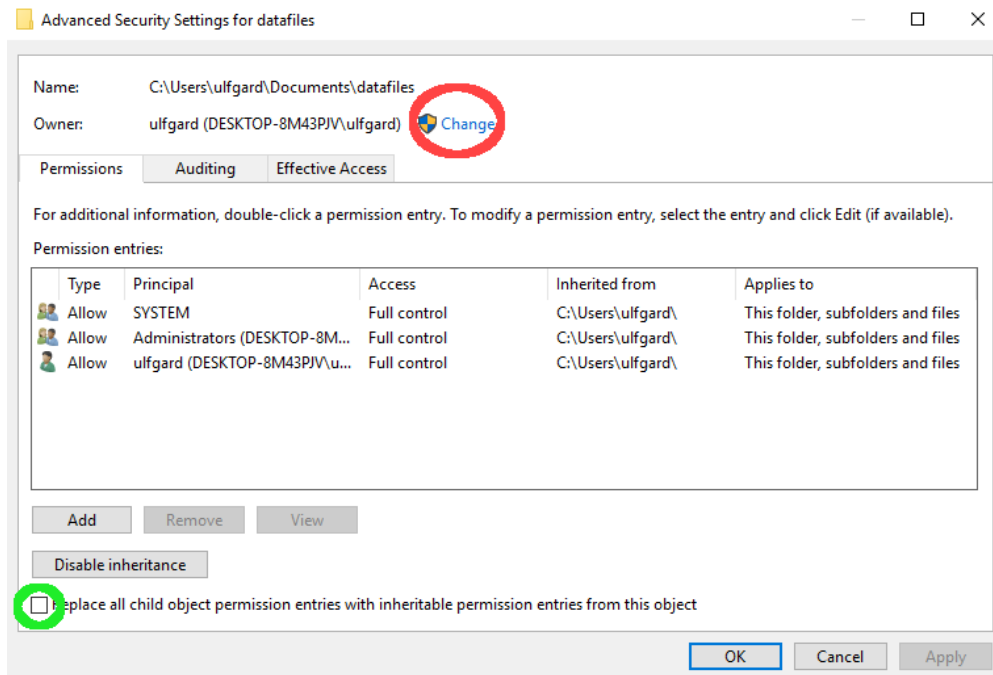 Advanced Security Settings for datafiles
Name: C:\Users\ulfgard\Documents\datafiles
Owner: ulfgard (DESKTOP-8M43PJV\ulfgard) Change
Permissions Auditing Effective Access
For additional information, double-click a permission entry. To modify a permission entry, select the entry and click Edit (if available).
Permission entries:
Type Principal Access Inherited from Applies to
Allow SYSTEM Full control C:\Users\ulfgard\ This folder, subfolders and files
Allow Administrators (DESKTOP-8M... Full control C:\Users\ulfgard\ This folder, subfolders and files
Allow ulfgard (DESKTOP-8M43PJV\u... Full control C:\Users\ulfgard\ This folder, subfolders and files
Add Remove View
Disable inheritance
Replace all child object permission entries with inheritable permission entries from this object
OK Cancel Apply